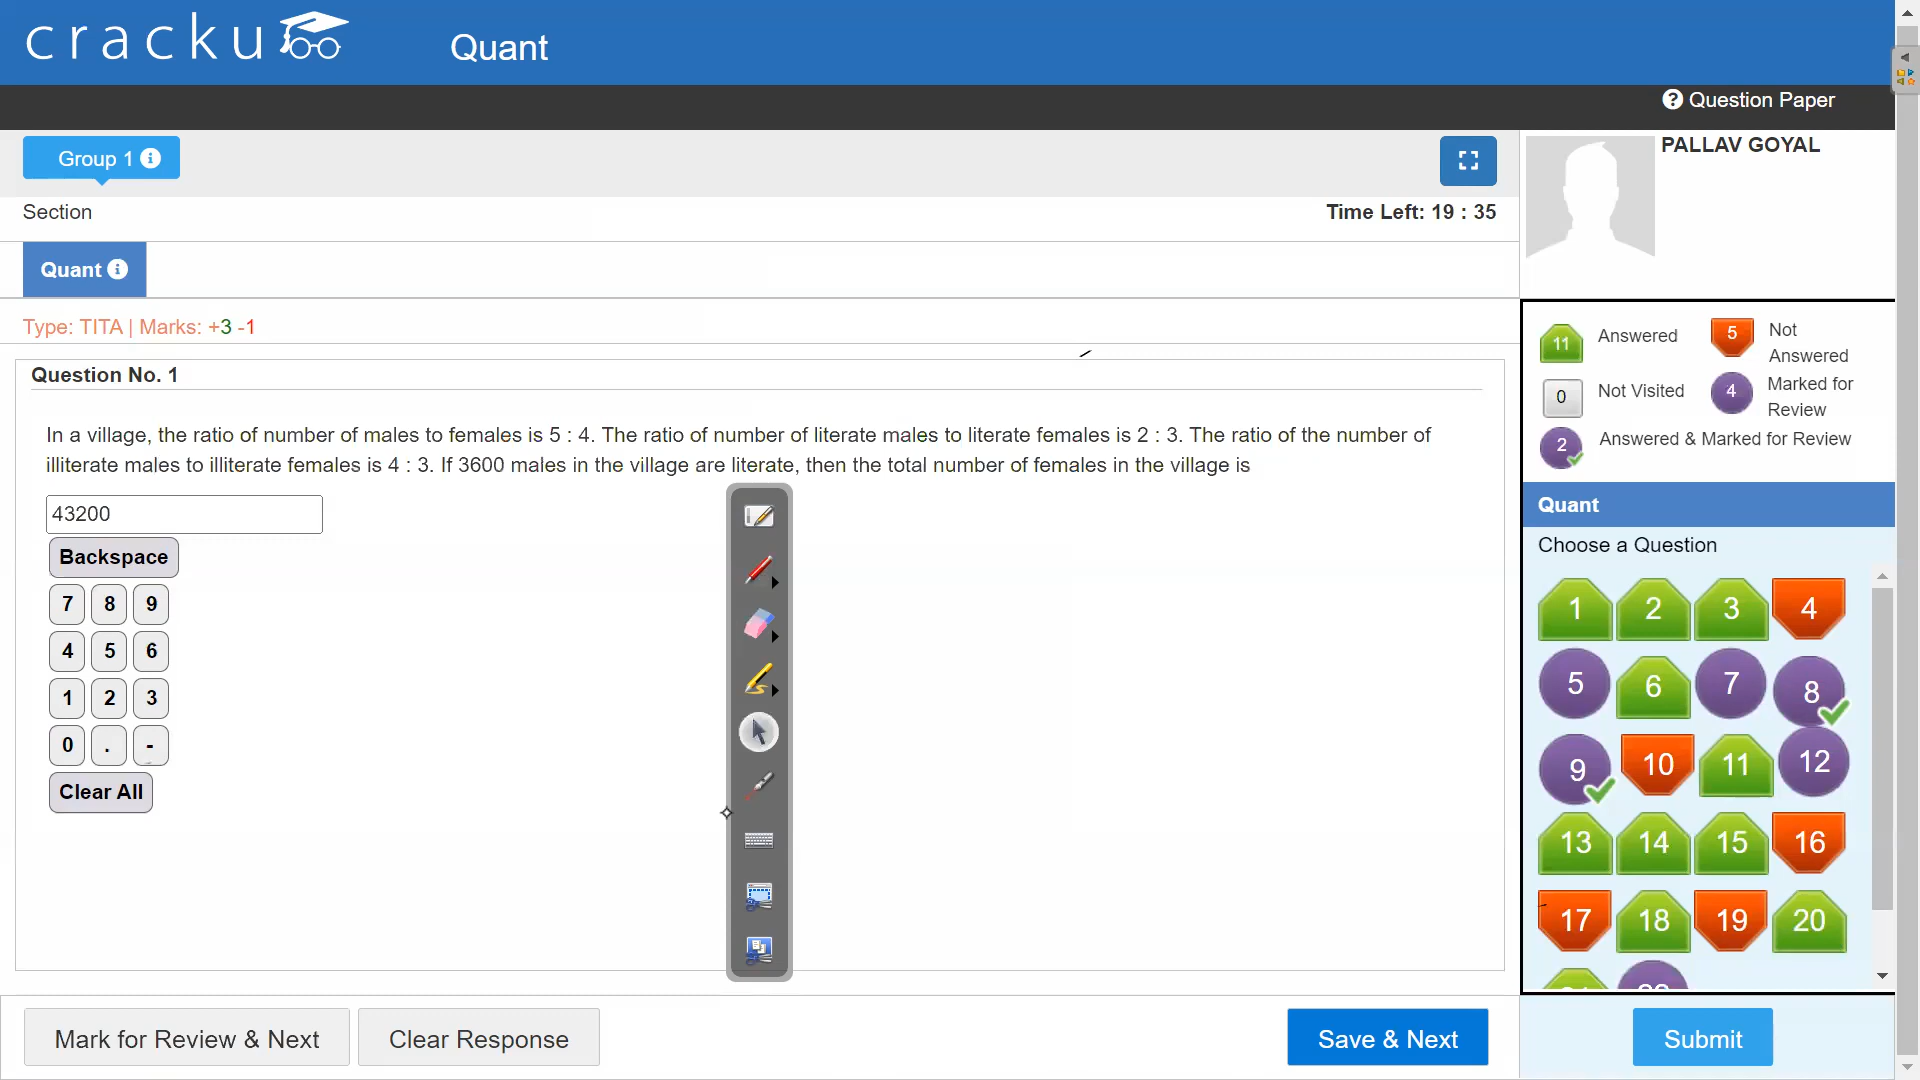 cracku
Quant
Question Paper
Group 1
PALLAV GOYAL
Section
Time Left: 19 : 35
Quant
Type: TITA | Marks: +3 -1
11 Answered
5 Not Answered
0 Not Visited
4 Marked for Review
2 Answered & Marked for Review
Question No. 1
In a village, the ratio of number of males to females is 5 : 4. The ratio of number of literate males to literate females is 2 : 3. The ratio of the number of
illiterate males to illiterate females is 4 : 3. If 3600 males in the village are literate, then the total number of females in the village is
43200
Backspace
7 8 9
4 5 6
1 2 3
0 . -
Clear All
Quant
Choose a Question
1 2 3 4
5 6 7 8
9 10 11 12
13 14 15 16
17 18 19 20
Mark for Review & Next
Clear Response
Save & Next
Submit